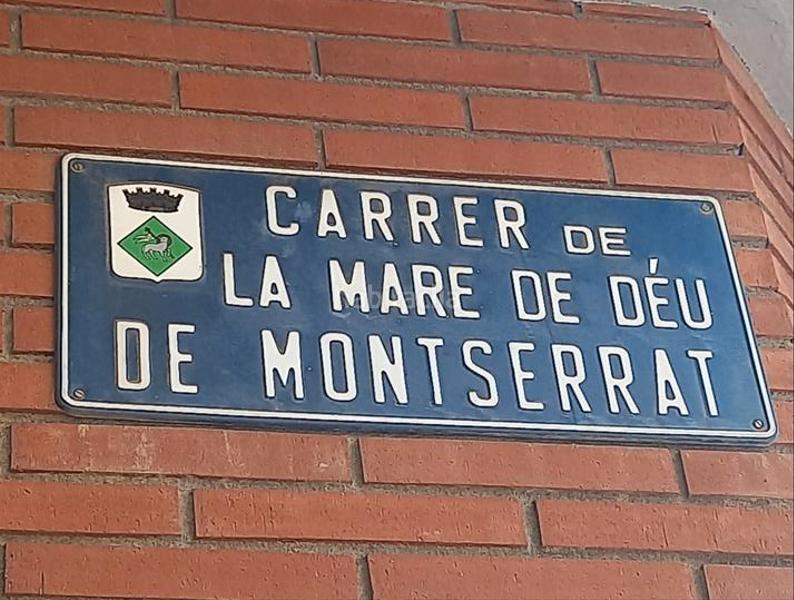 CARRER DE
LA MARE DE DÉU
DE MONTSERRAT